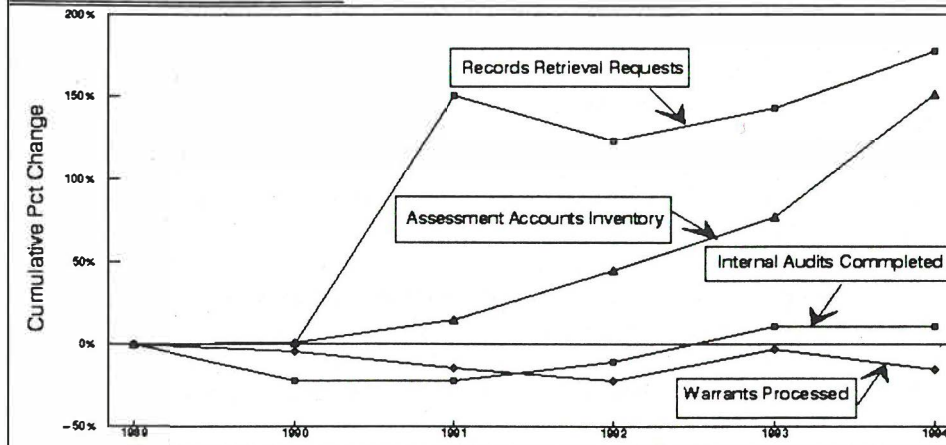 200%
Records Retrieval Requests
150%
Cumulative Pct Change
100%
Assessment Accounts Inventory
50%
Internal Audits Commpleted
0%
Warrants Processed
-50%
1989 1990 1991 1992 1993 1994